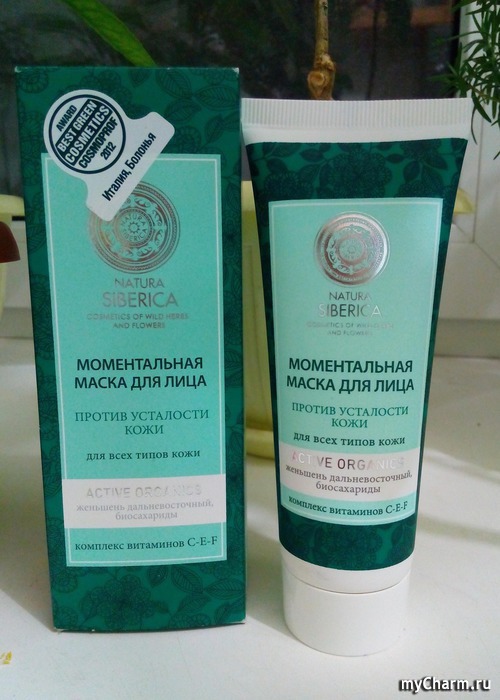 AWARD
BEST GREEN
COSMETICS
COSMOPROF
2012
Италия, Болонья
NATURA
SIBERICA
COSMETICS OF WILD HERBS
AND FLOWERS
МОМЕНТАЛЬНАЯ
МАСКА ДЛЯ ЛИЦА
ПРОТИВ УСТАЛОСТИ
КОЖИ
для всех типов кожи
ACTIVE ORGANICS
женьшень дальневосточный,
биосахариды
комплекс витаминов C-E-F
NATURA
SIBERICA
COSMETICS OF WILD HERBS
AND FLOWERS
МОМЕНТАЛЬНАЯ
МАСКА ДЛЯ ЛИЦА
ПРОТИВ УСТАЛОСТИ
КОЖИ
для всех типов кожи
ACTIVE ORGANICS
женьшень дальневосточный,
биосахариды
комплекс витаминов C-E-F
myCharm.ru